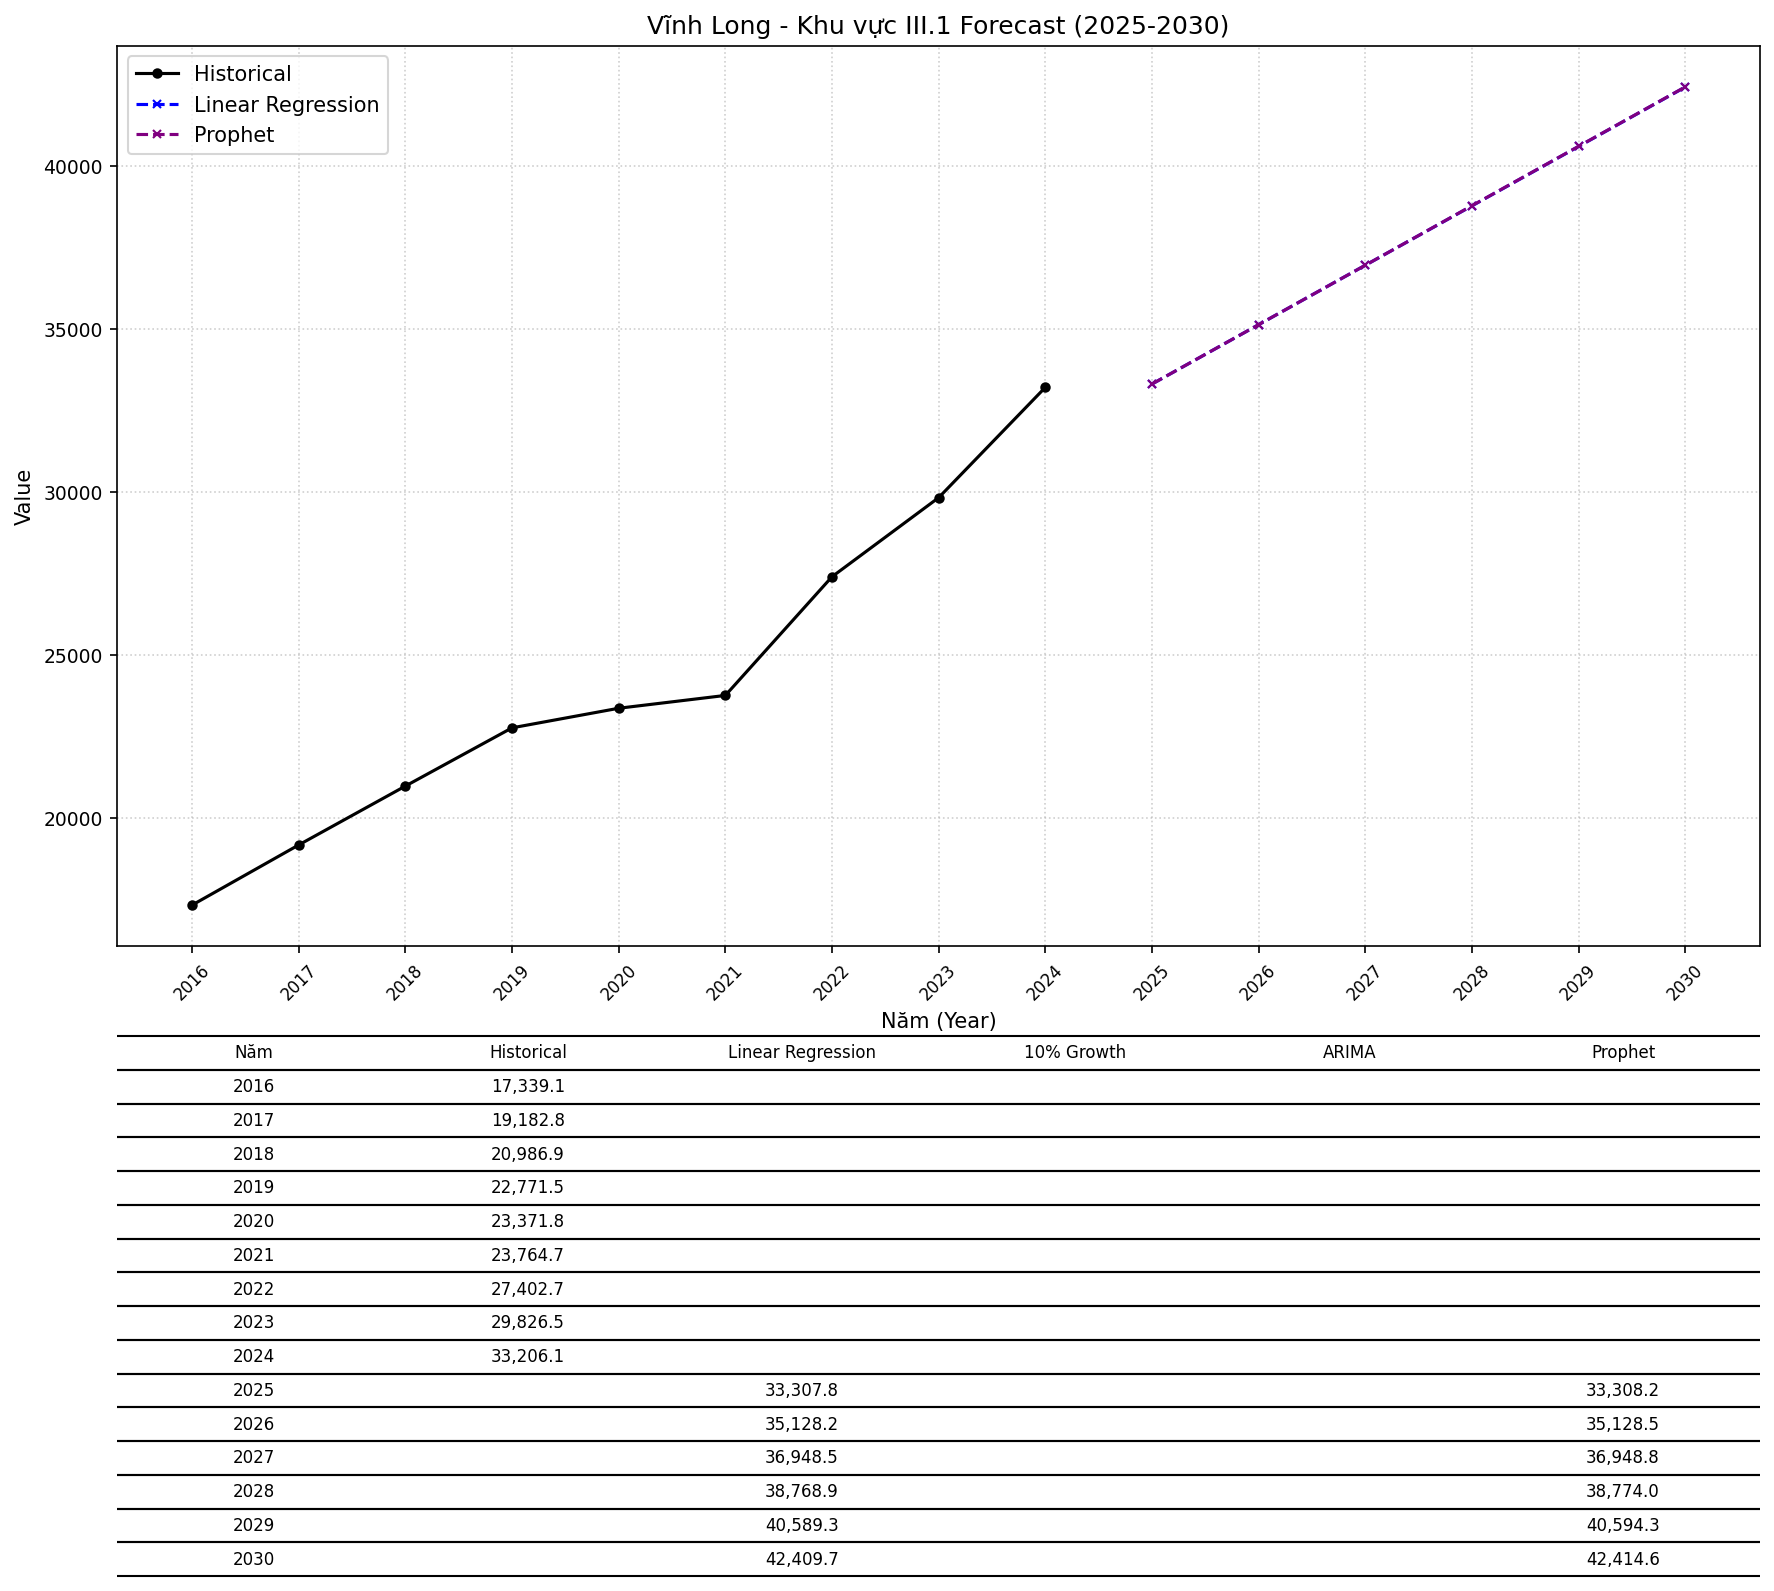 Vĩnh Long - Khu vực III.1 Forecast (2025-2030)
Historical
Linear Regression
Prophet
Value
40000
35000
30000
25000
20000
2016 2017 2018 2019 2020 2021 2022 2023 2024 2025 2026 2027 2028 2029 2030
Năm (Year)
Năm Historical Linear Regression 10% Growth ARIMA Prophet
2016 17,339.1
2017 19,182.8
2018 20,986.9
2019 22,771.5
2020 23,371.8
2021 23,764.7
2022 27,402.7
2023 29,826.5
2024 33,206.1
2025 33,307.8 33,308.2
2026 35,128.2 35,128.5
2027 36,948.5 36,948.8
2028 38,768.9 38,774.0
2029 40,589.3 40,594.3
2030 42,409.7 42,414.6